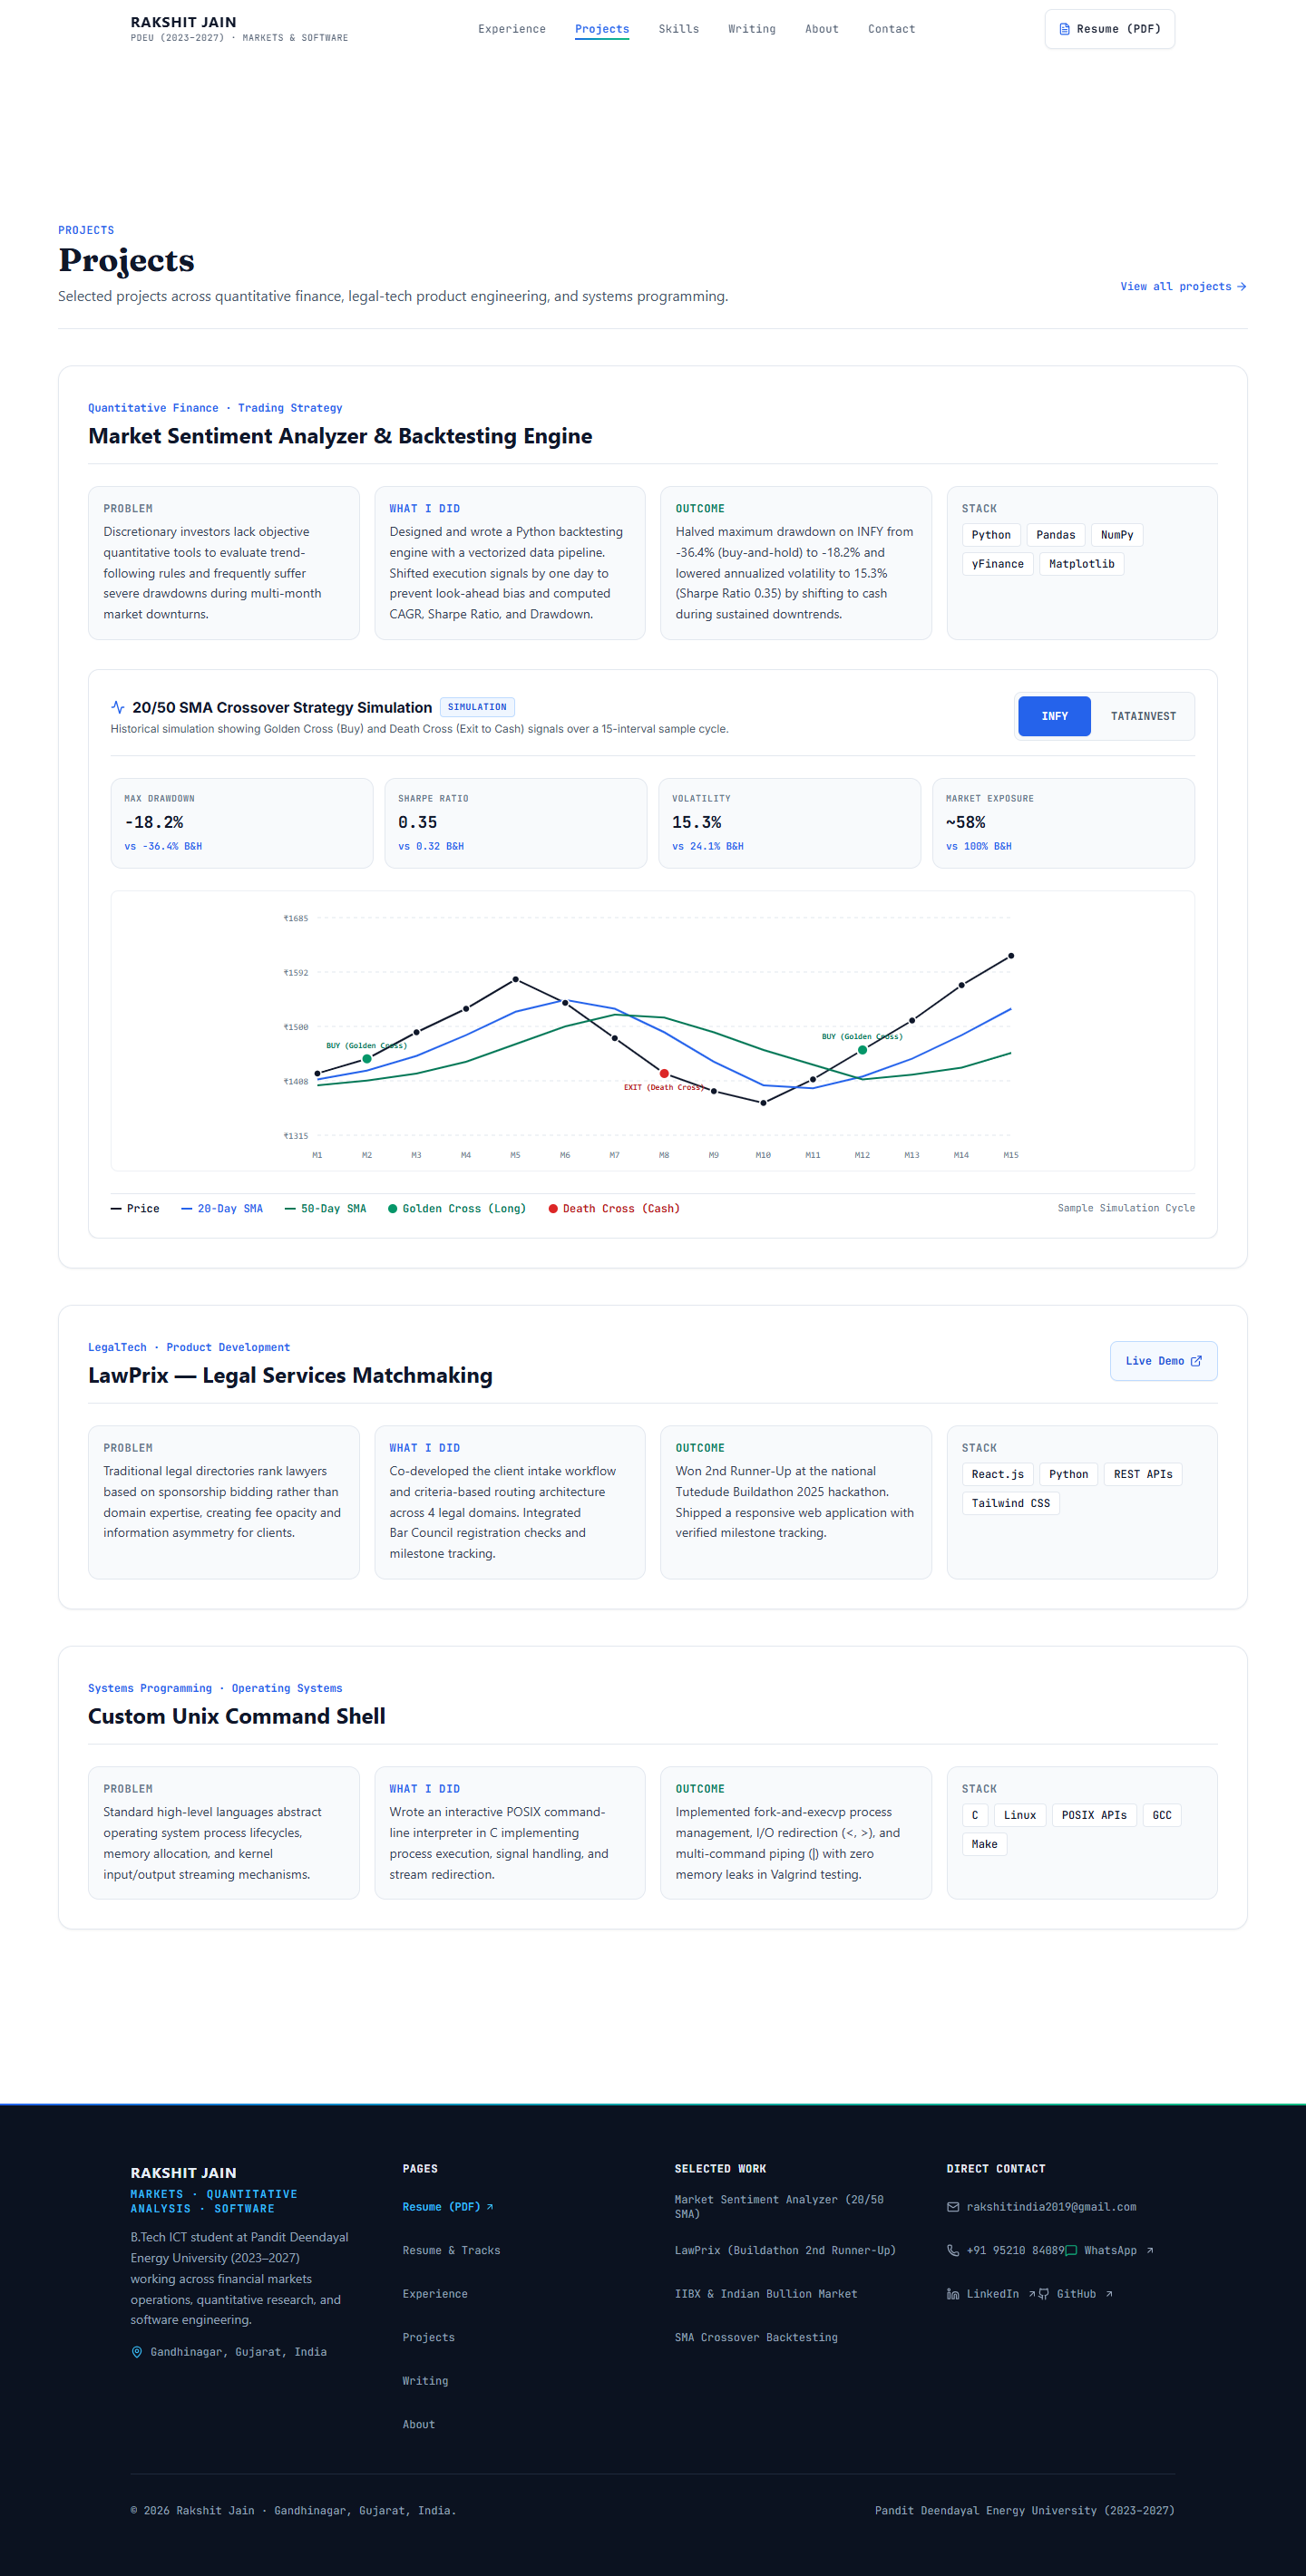 RAKSHIT JAIN
PDEU (2023–2027) · MARKETS & SOFTWARE
Experience
Projects
Skills
Writing
About
Contact
Resume (PDF)
PROJECTS
Projects
Selected projects across quantitative finance, legal-tech product engineering, and systems programming.
View all projects →
Quantitative Finance · Trading Strategy
Market Sentiment Analyzer & Backtesting Engine
PROBLEM
Discretionary investors lack objective
quantitative tools to evaluate trend-
following rules and frequently suffer
severe drawdowns during multi-month
market downturns.
WHAT I DID
Designed and wrote a Python backtesting
engine with a vectorized data pipeline.
Shifted execution signals by one day to
prevent look-ahead bias and computed
CAGR, Sharpe Ratio, and Drawdown.
OUTCOME
Halved maximum drawdown on INFY from
-36.4% (buy-and-hold) to -18.2% and
lowered annualized volatility to 15.3%
(Sharpe Ratio 0.35) by shifting to cash
during sustained downtrends.
STACK
Python
Pandas
NumPy
yFinance
Matplotlib
20/50 SMA Crossover Strategy Simulation
SIMULATION
Historical simulation showing Golden Cross (Buy) and Death Cross (Exit to Cash) signals over a 15-interval sample cycle.
INFY
TATAINVEST
MAX DRAWDOWN
-18.2%
vs -36.4% B&H
SHARPE RATIO
0.35
vs 0.32 B&H
VOLATILITY
15.3%
vs 24.1% B&H
MARKET EXPOSURE
~58%
vs 100% B&H
₹1685
₹1592
₹1500
₹1408
₹1315
BUY (Golden Cross)
EXIT (Death Cross)
BUY (Golden Cross)
M1
M2
M3
M4
M5
M6
M7
M8
M9
M10
M11
M12
M13
M14
M15
Price
20-Day SMA
50-Day SMA
Golden Cross (Long)
Death Cross (Cash)
Sample Simulation Cycle
LegalTech · Product Development
LawPrix — Legal Services Matchmaking
Live Demo
PROBLEM
Traditional legal directories rank lawyers
based on sponsorship bidding rather than
domain expertise, creating fee opacity and
information asymmetry for clients.
WHAT I DID
Co-developed the client intake workflow
and criteria-based routing architecture
across 4 legal domains. Integrated
Bar Council registration checks and
milestone tracking.
OUTCOME
Won 2nd Runner-Up at the national
Tutedude Buildathon 2025 hackathon.
Shipped a responsive web application with
verified milestone tracking.
STACK
React.js
Python
REST APIs
Tailwind CSS
Systems Programming · Operating Systems
Custom Unix Command Shell
PROBLEM
Standard high-level languages abstract
operating system process lifecycles,
memory allocation, and kernel
input/output streaming mechanisms.
WHAT I DID
Wrote an interactive POSIX command-
line interpreter in C implementing
process execution, signal handling, and
stream redirection.
OUTCOME
Implemented fork-and-execvp process
management, I/O redirection (<, >), and
multi-command piping (|) with zero
memory leaks in Valgrind testing.
STACK
C
Linux
POSIX APIs
GCC
Make
RAKSHIT JAIN
MARKETS · QUANTITATIVE
ANALYSIS · SOFTWARE
B.Tech ICT student at Pandit Deendayal
Energy University (2023–2027)
working across financial markets
operations, quantitative research, and
software engineering.
Gandhinagar, Gujarat, India
PAGES
Resume (PDF) ↗
Resume & Tracks
Experience
Projects
Writing
About
SELECTED WORK
Market Sentiment Analyzer (20/50
SMA)
LawPrix (Buildathon 2nd Runner-Up)
IIBX & Indian Bullion Market
SMA Crossover Backtesting
DIRECT CONTACT
rakshitindia2019@gmail.com
+91 95210 84089
WhatsApp ↗
LinkedIn ↗
GitHub ↗
© 2026 Rakshit Jain · Gandhinagar, Gujarat, India.
Pandit Deendayal Energy University (2023–2027)